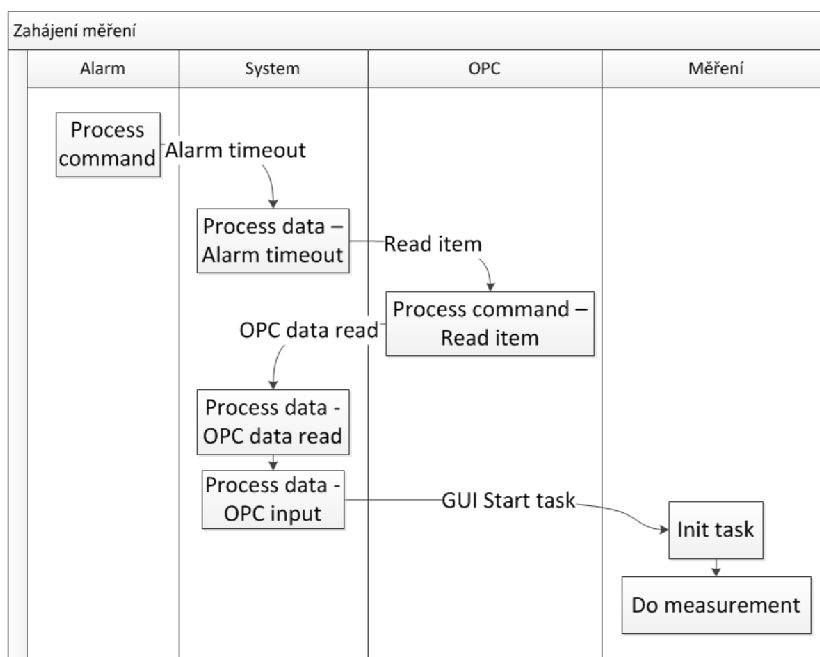 Zahájení měření
Alarm
System
OPC
Měření
Process
command
Alarm timeout
Process data –
Alarm timeout
Read item
Process command –
Read item
OPC data read
Process data -
OPC data read
Process data -
OPC input
GUI Start task
Init task
Do measurement